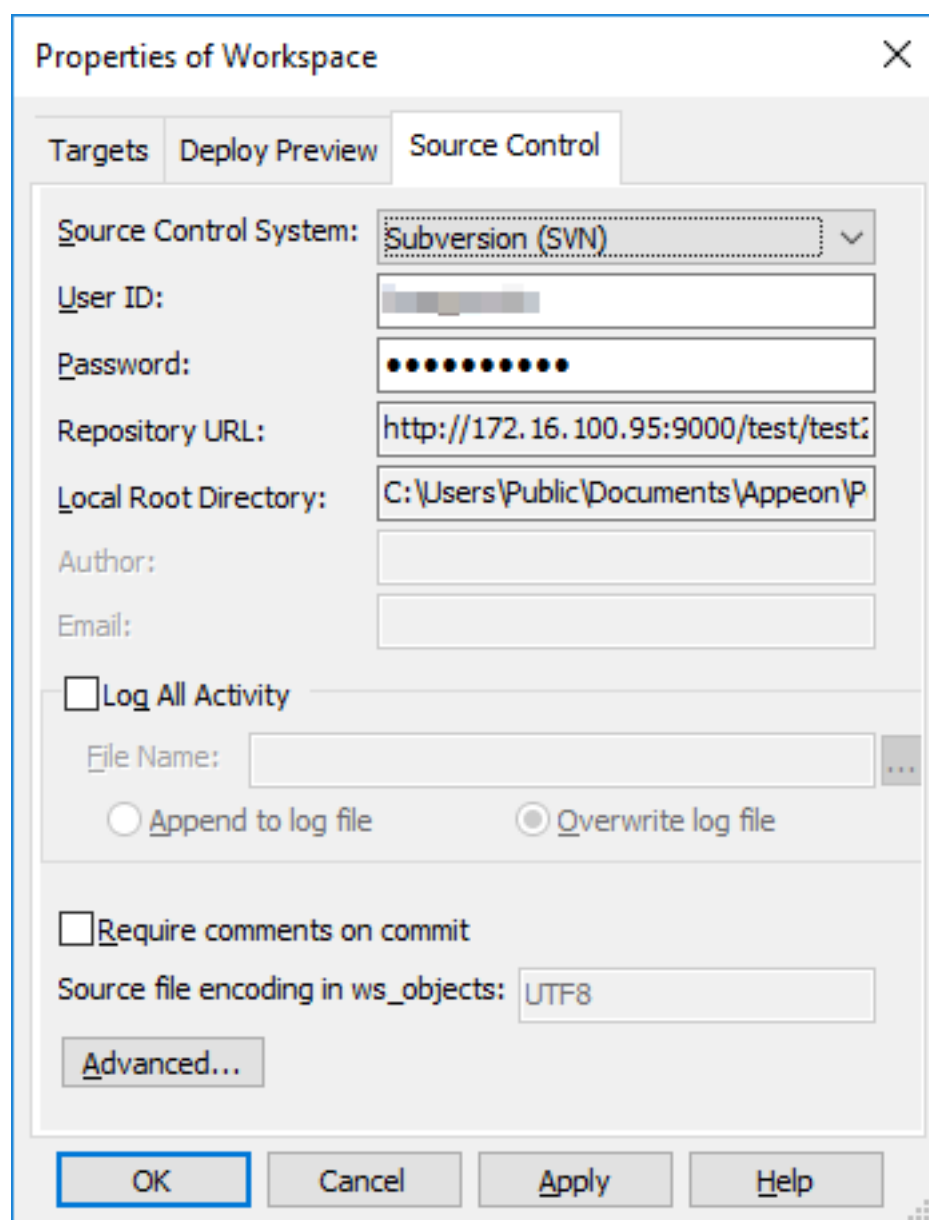 Properties of Workspace
Targets Deploy Preview Source Control
Source Control System: Subversion (SVN)
User ID:
Password: ••••••••••
Repository URL: http://172.16.100.95:9000/test/test2
Local Root Directory: C:\Users\Public\Documents\Appeon\P
Author:
Email:
Log All Activity
File Name: ...
Append to log file Overwrite log file
Require comments on commit
Source file encoding in ws_objects: UTF8
Advanced...
OK Cancel Apply Help